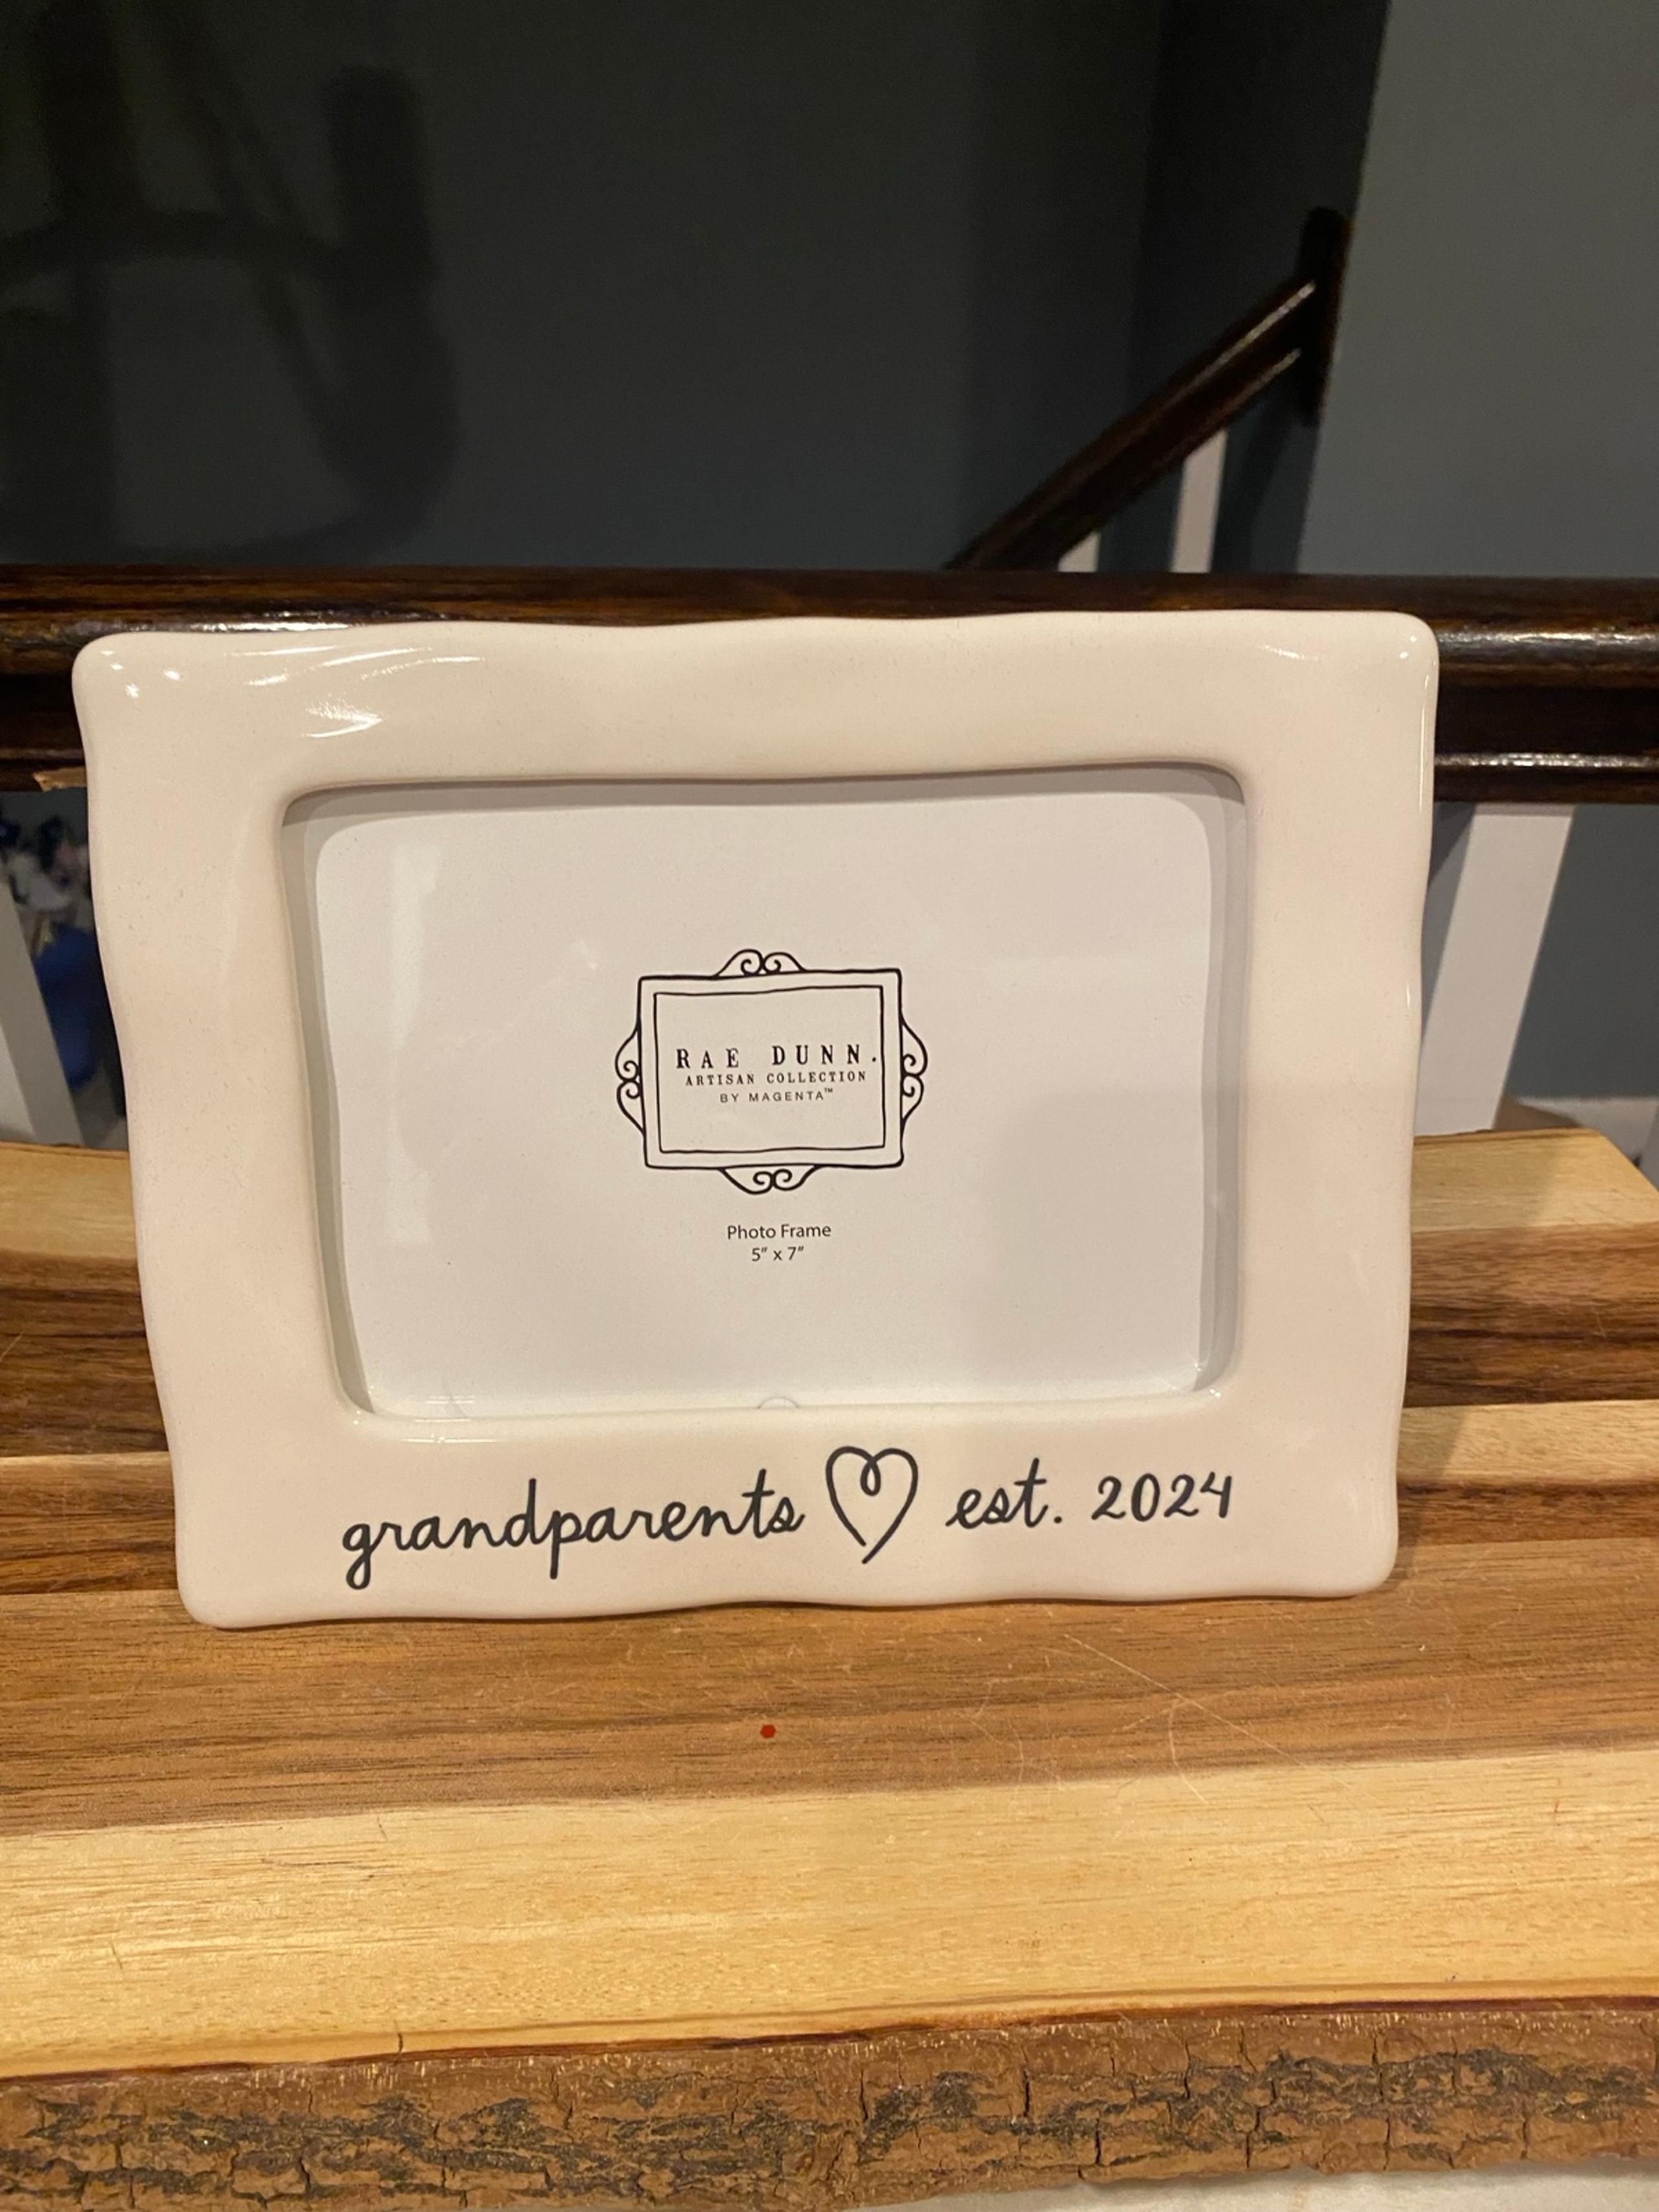 RAE DUNN.
ARTISAN COLLECTION
BY MAGENTA™
Photo Frame
5" x 7"
grandparents est. 2024